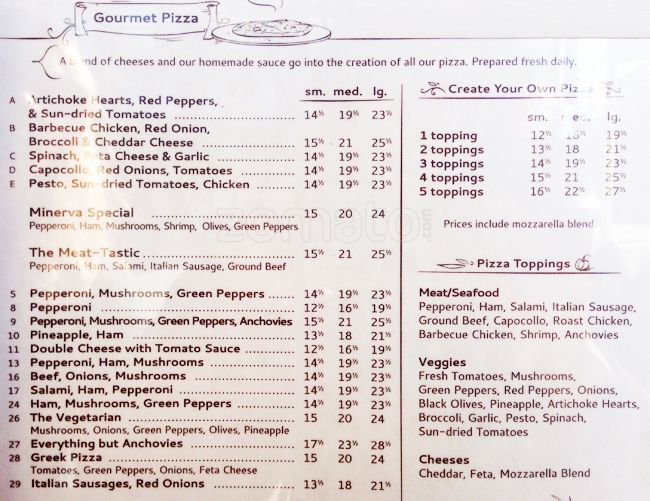 Gourmet Pizza
A blend of cheeses and our homemade sauce go into the creation of all our pizza. Prepared fresh daily.
sm. med. lg.
A Artichoke Hearts, Red Peppers,
& Sun-dried Tomatoes 14½ 19½ 23½
B Barbecue Chicken, Red Onion,
Broccoli & Cheddar Cheese 15½ 21 25½
C Spinach, Feta Cheese & Garlic 14½ 19½ 23½
D Capocollo, Red Onions, Tomatoes 14½ 19½ 23½
E Pesto, Sun-dried Tomatoes, Chicken 14½ 19½ 23½
Minerva Special 15 20 24
Pepperoni, Ham, Mushrooms, Shrimp, Olives, Green Peppers
The Meat-Tastic 15½ 21 25½
Pepperoni, Ham, Salami, Italian Sausage, Ground Beef
5 Pepperoni, Mushrooms, Green Peppers 14½ 19½ 23½
8 Pepperoni 12½ 16½ 19½
9 Pepperoni, Mushrooms, Green Peppers, Anchovies 15½ 21 25½
10 Pineapple, Ham 13½ 18 21½
11 Double Cheese with Tomato Sauce 12½ 16½ 19½
13 Pepperoni, Ham, Mushrooms 14½ 19½ 23½
16 Beef, Onions, Mushrooms 14½ 19½ 23½
17 Salami, Ham, Pepperoni 14½ 19½ 23½
24 Ham, Mushrooms, Green Peppers 14½ 19½ 23½
26 The Vegetarian 15 20 24
Mushrooms, Onions, Green Peppers, Olives, Pineapple
27 Everything but Anchovies 17½ 23½ 28½
28 Greek Pizza 15 20 24
Tomatoes, Green Peppers, Onions, Feta Cheese
29 Italian Sausages, Red Onions 13½ 18 21½
Create Your Own Pizza
sm. med. lg.
1 topping 12½ 16½ 19½
2 toppings 13½ 18 21½
3 toppings 14½ 19½ 23½
4 toppings 15½ 21 25½
5 toppings 16½ 22½ 27½
Prices include mozzarella blend.
Pizza Toppings
Meat/Seafood
Pepperoni, Ham, Salami, Italian Sausage,
Ground Beef, Capocollo, Roast Chicken,
Barbecue Chicken, Shrimp, Anchovies
Veggies
Fresh Tomatoes, Mushrooms,
Green Peppers, Red Peppers, Onions,
Black Olives, Pineapple, Artichoke Hearts,
Broccoli, Garlic, Pesto, Spinach,
Sun-dried Tomatoes
Cheeses
Cheddar, Feta, Mozzarella Blend
zomato.com